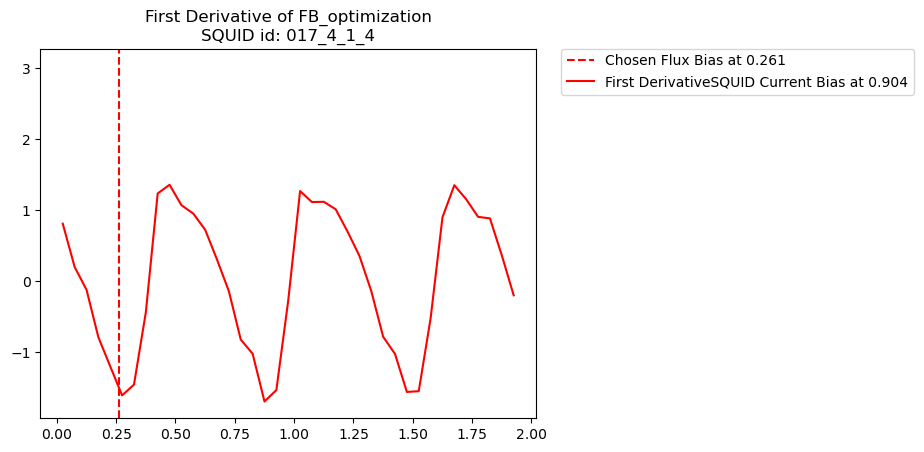 First Derivative of FB_optimization
SQUID id: 017_4_1_4
Chosen Flux Bias at 0.261
First DerivativeSQUID Current Bias at 0.904
3
2
1
0
−1
0.00 0.25 0.50 0.75 1.00 1.25 1.50 1.75 2.00